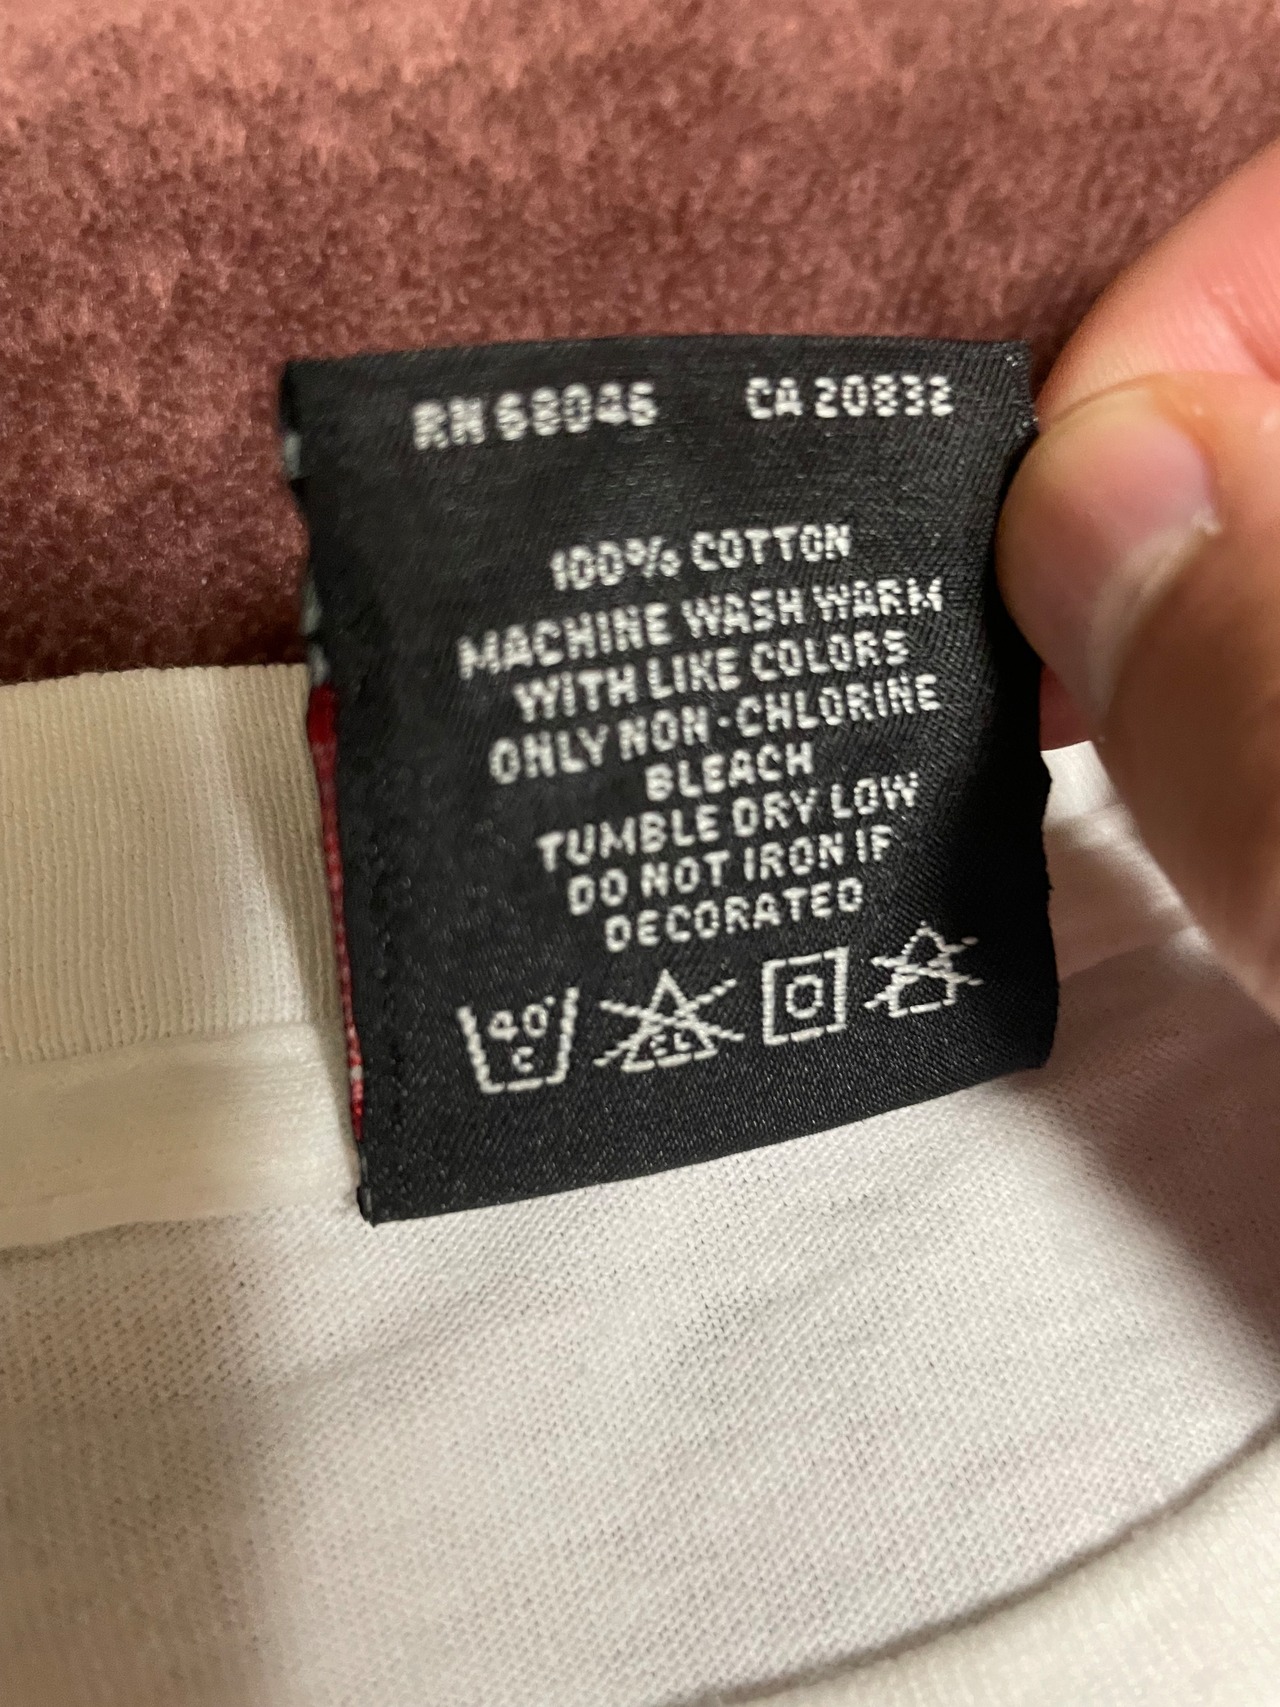 RN 68046 CA 20832
100% COTTON
MACHINE WASH WARM
WITH LIKE COLORS
ONLY NON-CHLORINE
BLEACH
TUMBLE DRY LOW
DO NOT IRON IF
DECORATED
40°
C
CL